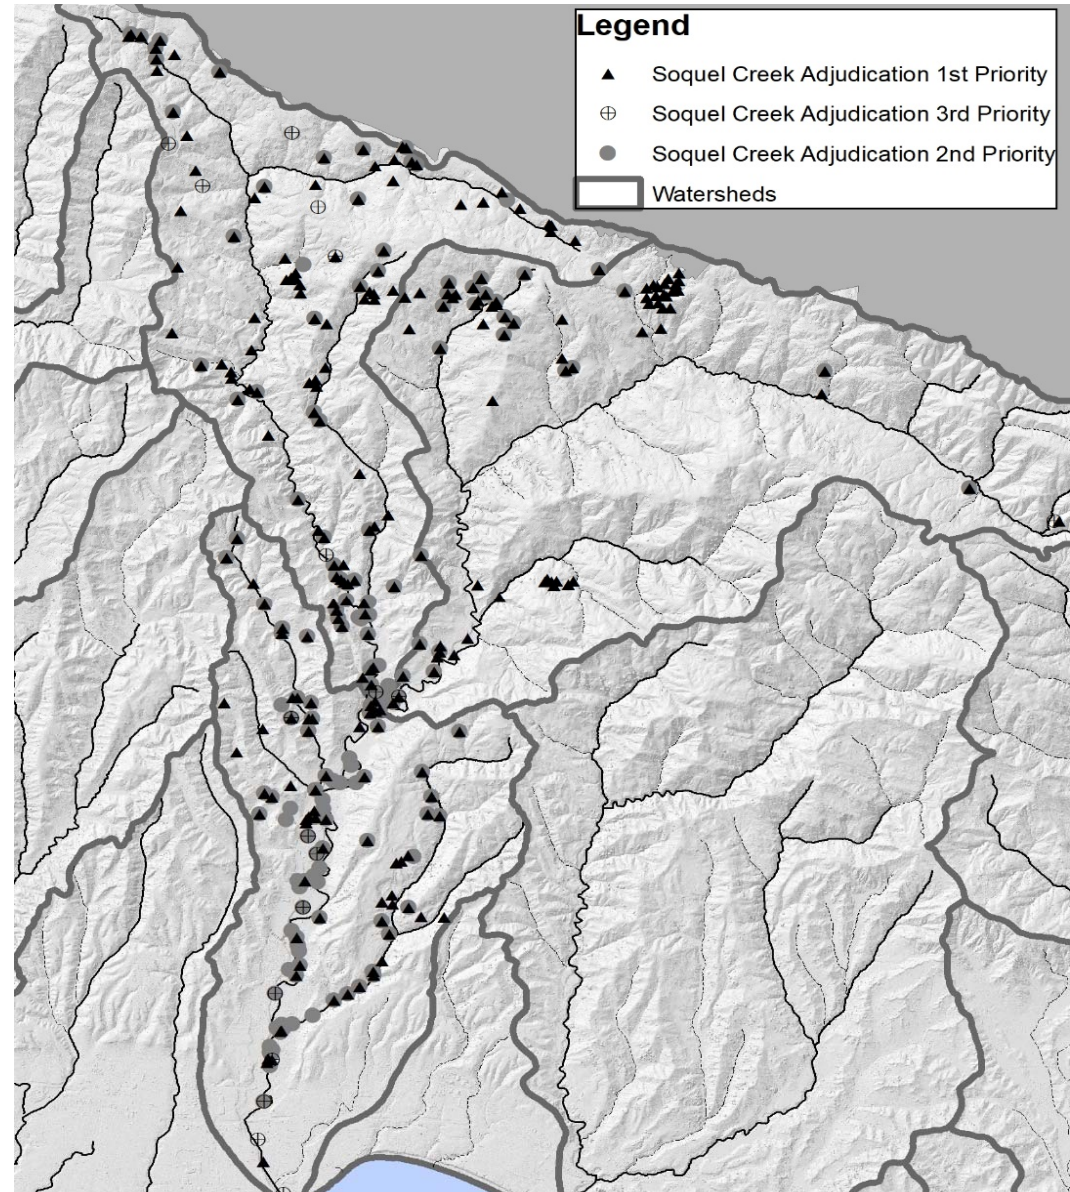 Legend
Soquel Creek Adjudication 1st Priority
Soquel Creek Adjudication 3rd Priority
Soquel Creek Adjudication 2nd Priority
Watersheds